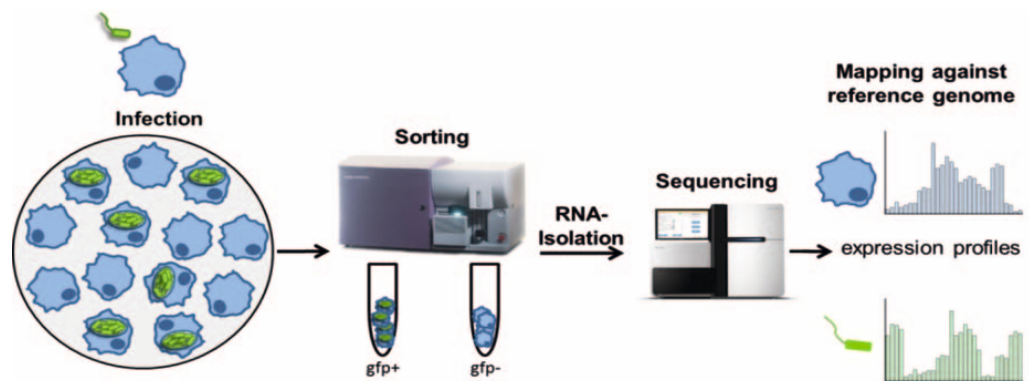 Infection
Sorting
gfp+
gfp-
RNA-
Isolation
Sequencing
Mapping against
reference genome
expression profiles